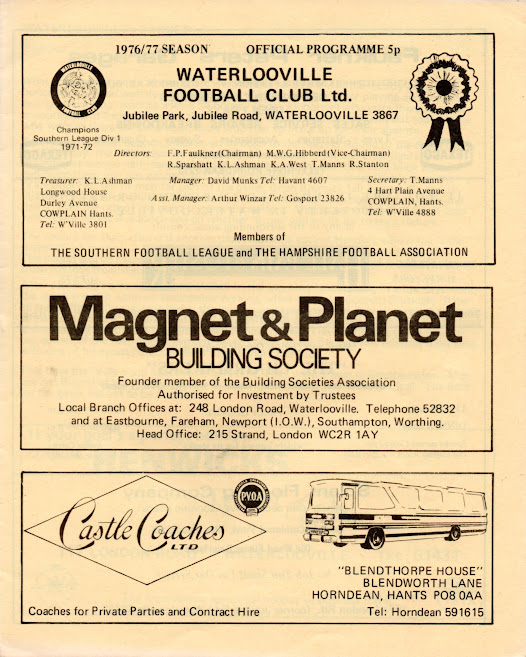 1976/77 SEASON OFFICIAL PROGRAMME 5p
WATERLOOVILLE
FOOTBALL CLUB
WATERLOOVILLE
FOOTBALL CLUB Ltd.
Jubilee Park, Jubilee Road, WATERLOOVILLE 3867
Champions
Southern League Div 1
1971-72
Directors: F.P.Faulkner(Chairman) M.W.G.Hibberd(Vice-Chairman)
R.Sparshatt K.L.Ashman K.A.West T.Manns R.Stanton
Treasurer: K.L.Ashman
Longwood House
Durley Avenue
COWPLAIN Hants.
Tel: W'Ville 3801
Manager: David Munks Tel: Havant 4607
Asst. Manager: Arthur Winzar Tel: Gosport 23826
Secretary: T.Manns
4 Hart Plain Avenue
COWPLAIN, Hants.
Tel: W'Ville 4888
Members of
THE SOUTHERN FOOTBALL LEAGUE and THE HAMPSHIRE FOOTBALL ASSOCIATION
Magnet & Planet
BUILDING SOCIETY
Founder member of the Building Societies Association
Authorised for Investment by Trustees
Local Branch Offices at: 248 London Road, Waterlooville. Telephone 52832
and at Eastbourne, Fareham, Newport (I.O.W.), Southampton, Worthing.
Head Office: 215 Strand, London WC2R 1AY
Castle Coaches
LTD
PVOA
"BLENDTHORPE HOUSE"
BLENDWORTH LANE
HORNDEAN, HANTS PO8 0AA
Coaches for Private Parties and Contract Hire
Tel: Horndean 591615